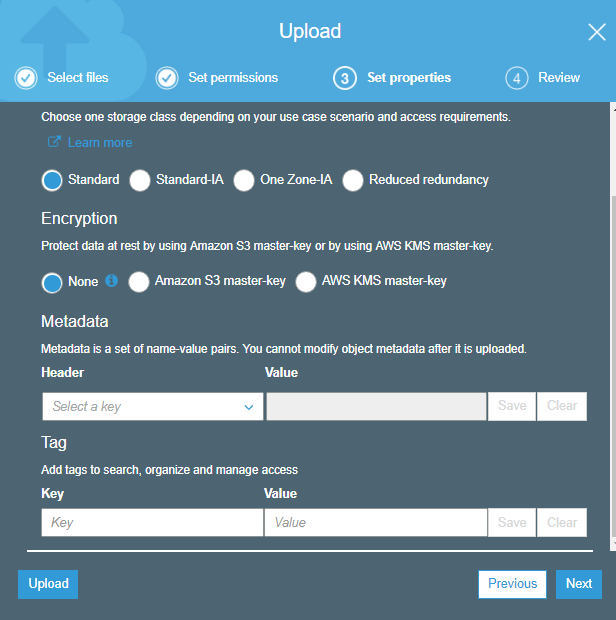 Upload
Select files
Set permissions
3 Set properties
4 Review
Choose one storage class depending on your use case scenario and access requirements.
Learn more
Standard Standard-IA One Zone-IA Reduced redundancy
Encryption
Protect data at rest by using Amazon S3 master-key or by using AWS KMS master-key.
None i Amazon S3 master-key AWS KMS master-key
Metadata
Metadata is a set of name-value pairs. You cannot modify object metadata after it is uploaded.
Header Value
Select a key Save Clear
Tag
Add tags to search, organize and manage access
Key Value
Key Value Save Clear
Upload Previous Next